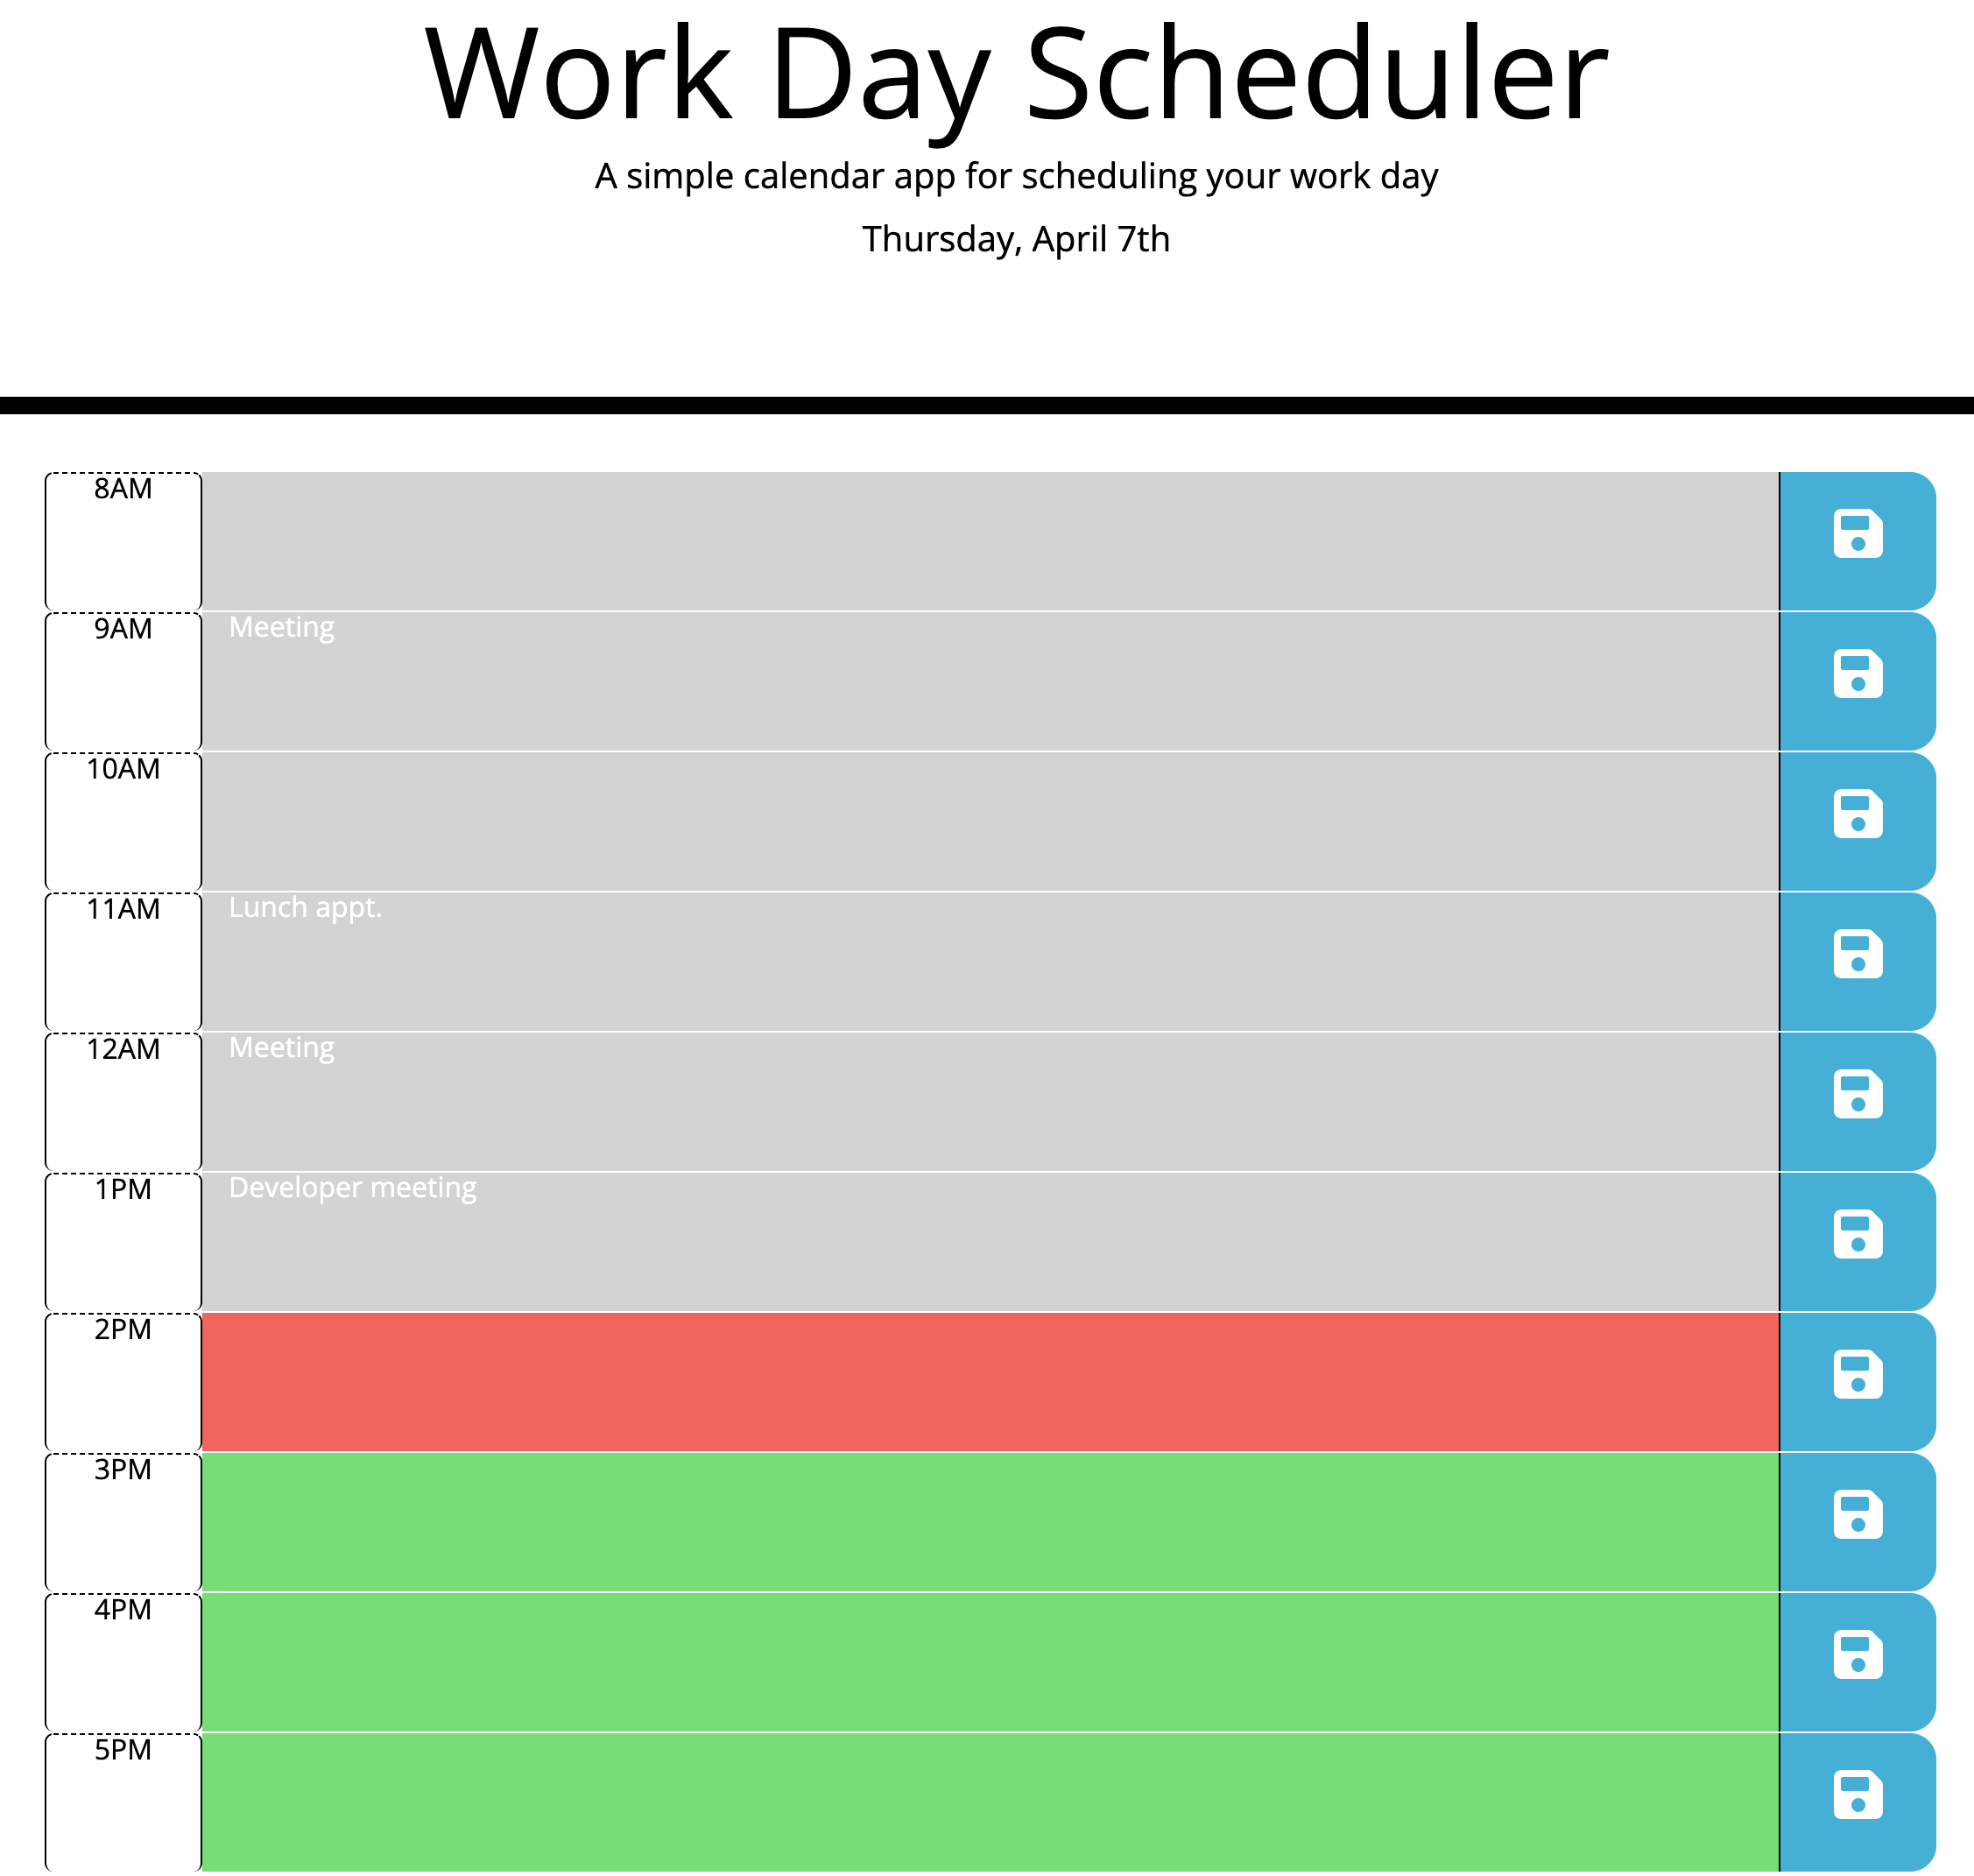 Work Day Scheduler
A simple calendar app for scheduling your work day
Thursday, April 7th
8AM
9AM Meeting
10AM
11AM Lunch appt.
12AM Meeting
1PM Developer meeting
2PM
3PM
4PM
5PM